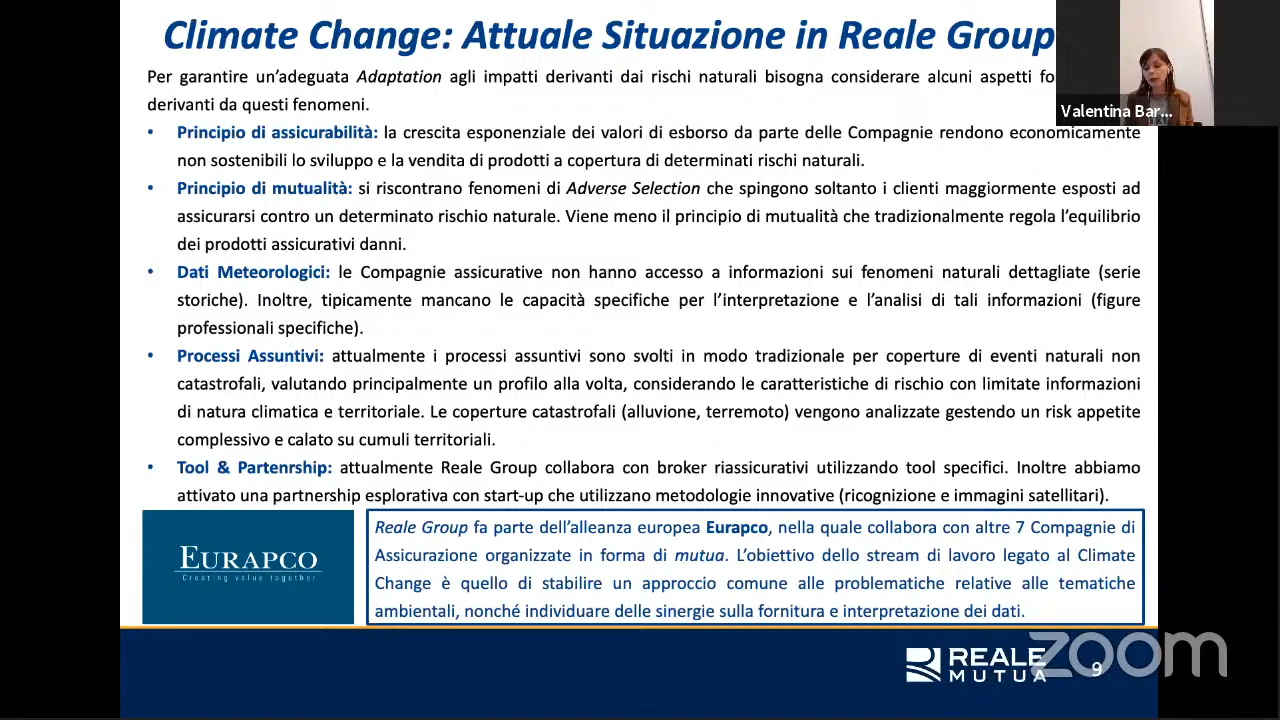 Climate Change: Attuale Situazione in Reale Group
Per garantire un'adeguata Adaptation agli impatti derivanti dai rischi naturali bisogna considerare alcuni aspetti fo
derivanti da questi fenomeni.
Valentina Bar...
• Principio di assicurabilità: la crescita esponenziale dei valori di esborso da parte delle Compagnie rendono economicamente
non sostenibili lo sviluppo e la vendita di prodotti a copertura di determinati rischi naturali.
• Principio di mutualità: si riscontrano fenomeni di Adverse Selection che spingono soltanto i clienti maggiormente esposti ad
assicurarsi contro un determinato rischio naturale. Viene meno il principio di mutualità che tradizionalmente regola l'equilibrio
dei prodotti assicurativi danni.
• Dati Meteorologici: le Compagnie assicurative non hanno accesso a informazioni sui fenomeni naturali dettagliate (serie
storiche). Inoltre, tipicamente mancano le capacità specifiche per l'interpretazione e l'analisi di tali informazioni (figure
professionali specifiche).
• Processi Assuntivi: attualmente i processi assuntivi sono svolti in modo tradizionale per coperture di eventi naturali non
catastrofali, valutando principalmente un profilo alla volta, considerando le caratteristiche di rischio con limitate informazioni
di natura climatica e territoriale. Le coperture catastrofali (alluvione, terremoto) vengono analizzate gestendo un risk appetite
complessivo e calato su cumuli territoriali.
• Tool & Partenrship: attualmente Reale Group collabora con broker riassicurativi utilizzando tool specifici. Inoltre abbiamo
attivato una partnership esplorativa con start-up che utilizzano metodologie innovative (ricognizione e immagini satellitari).
EURAPCO
Creating value together
Reale Group fa parte dell'alleanza europea Eurapco, nella quale collabora con altre 7 Compagnie di
Assicurazione organizzate in forma di mutua. L'obiettivo dello stream di lavoro legato al Climate
Change è quello di stabilire un approccio comune alle problematiche relative alle tematiche
ambientali, nonché individuare delle sinergie sulla fornitura e interpretazione dei dati.
REALE
MUTUA
zoom
9